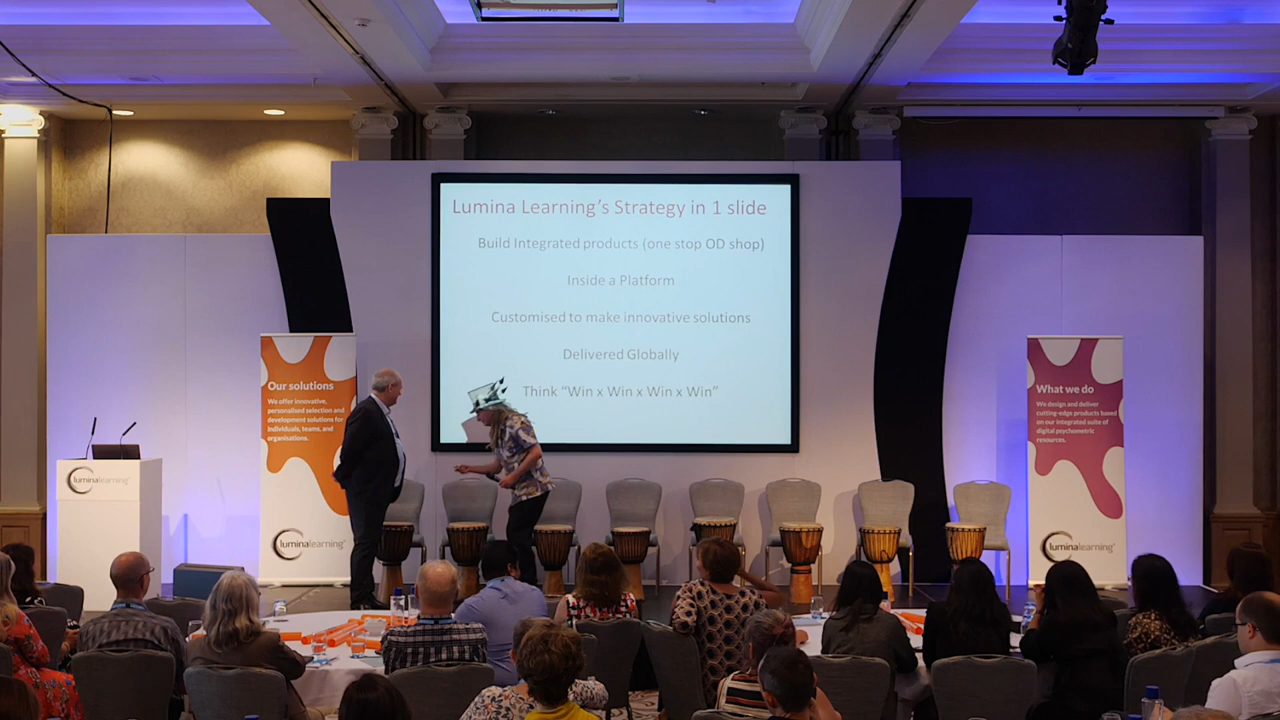 Lumina Learning's Strategy in 1 slide
Build Integrated products (one stop OD shop)
Inside a Platform
Customised to make innovative solutions
Delivered Globally
Think "Win x Win x Win x Win"
Our solutions
We offer innovative,
personalised selection and
development solutions for
individuals, teams, and
organisations.
luminalearning
What we do
We design and deliver
cutting-edge products based
on our integrated suite of
digital psychometric
resources.
luminalearning
luminalearning